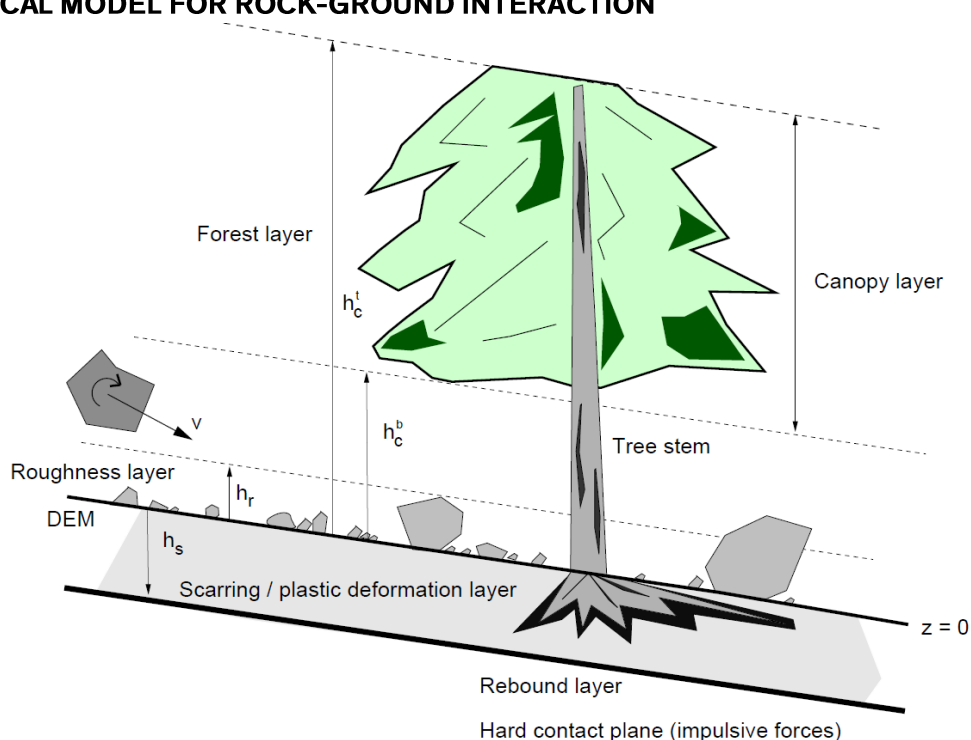 CAL MODEL FOR ROCK-GROUND INTERACTION
Forest layer
h_c^t
Canopy layer
v
h_c^b
Tree stem
Roughness layer
h_r
DEM
h_s
Scarring / plastic deformation layer
z = 0
Rebound layer
Hard contact plane (impulsive forces)